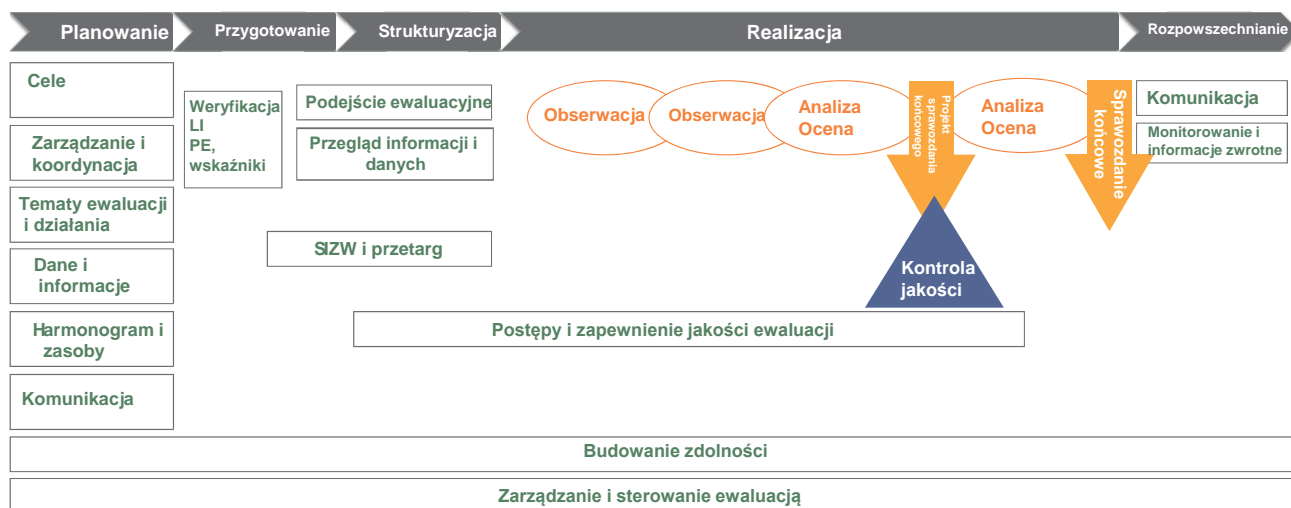 Planowanie
Przygotowanie
Strukturyzacja
Realizacja
Rozpowszechnianie
Cele
Zarządzanie i
koordynacja
Tematy ewaluacji
i działania
Dane i
informacje
Harmonogram i
zasoby
Komunikacja
Weryfikacja
LI
PE,
wskaźniki
Podejście ewaluacyjne
Przegląd informacji i
danych
SIZW i przetarg
Obserwacja
Obserwacja
Analiza
Ocena
Projekt
sprawozdania
końcowego
Analiza
Ocena
Sprawozdanie
końcowe
Kontrola
jakości
Postępy i zapewnienie jakości ewaluacji
Komunikacja
Monitorowanie i
informacje zwrotne
Budowanie zdolności
Zarządzanie i sterowanie ewaluacją